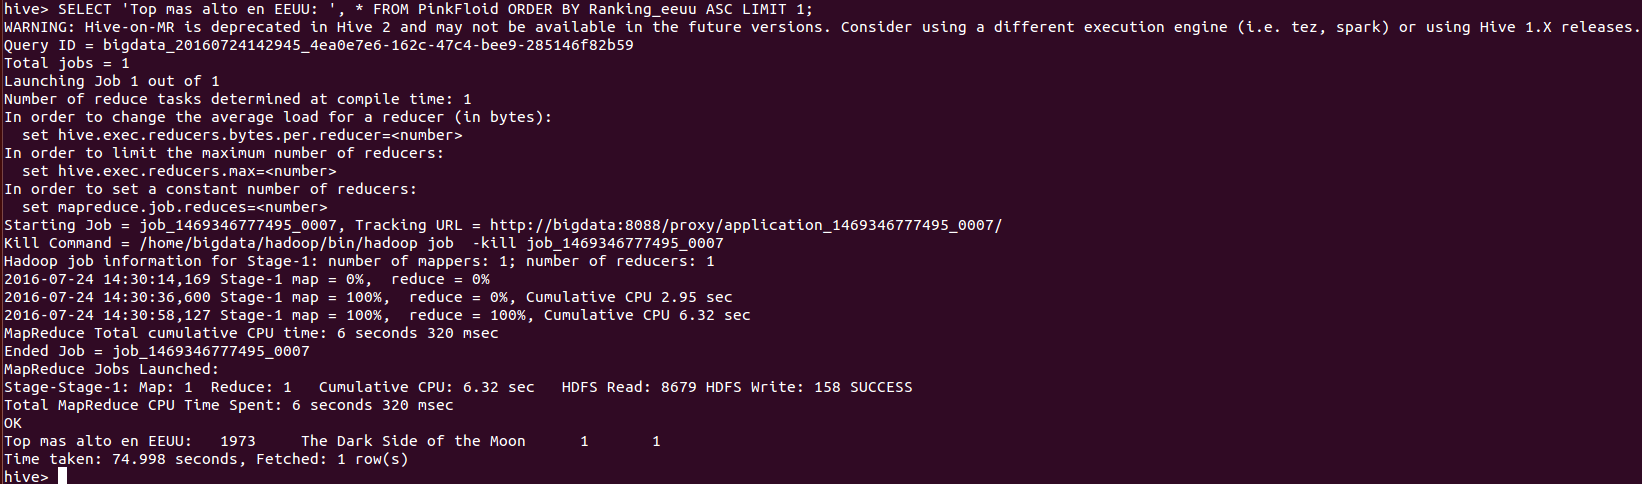 hive> SELECT 'Top mas alto en EEUU: ', * FROM PinkFloid ORDER BY Ranking_eeuu ASC LIMIT 1;
WARNING: Hive-on-MR is deprecated in Hive 2 and may not be available in the future versions. Consider using a different execution engine (i.e. tez, spark) or using Hive 1.X releases.
Query ID = bigdata_20160724142945_4ea0e7e6-162c-47c4-bee9-285146f82b59
Total jobs = 1
Launching Job 1 out of 1
Number of reduce tasks determined at compile time: 1
In order to change the average load for a reducer (in bytes):
  set hive.exec.reducers.bytes.per.reducer=<number>
In order to limit the maximum number of reducers:
  set hive.exec.reducers.max=<number>
In order to set a constant number of reducers:
  set mapreduce.job.reduces=<number>
Starting Job = job_1469346777495_0007, Tracking URL = http://bigdata:8088/proxy/application_1469346777495_0007/
Kill Command = /home/bigdata/hadoop/bin/hadoop job  -kill job_1469346777495_0007
Hadoop job information for Stage-1: number of mappers: 1; number of reducers: 1
2016-07-24 14:30:14,169 Stage-1 map = 0%,  reduce = 0%
2016-07-24 14:30:36,600 Stage-1 map = 100%,  reduce = 0%, Cumulative CPU 2.95 sec
2016-07-24 14:30:58,127 Stage-1 map = 100%,  reduce = 100%, Cumulative CPU 6.32 sec
MapReduce Total cumulative CPU time: 6 seconds 320 msec
Ended Job = job_1469346777495_0007
MapReduce Jobs Launched:
Stage-Stage-1: Map: 1  Reduce: 1   Cumulative CPU: 6.32 sec   HDFS Read: 8679 HDFS Write: 158 SUCCESS
Total MapReduce CPU Time Spent: 6 seconds 320 msec
OK
Top mas alto en EEUU:   1973     The Dark Side of the Moon      1       1
Time taken: 74.998 seconds, Fetched: 1 row(s)
hive>